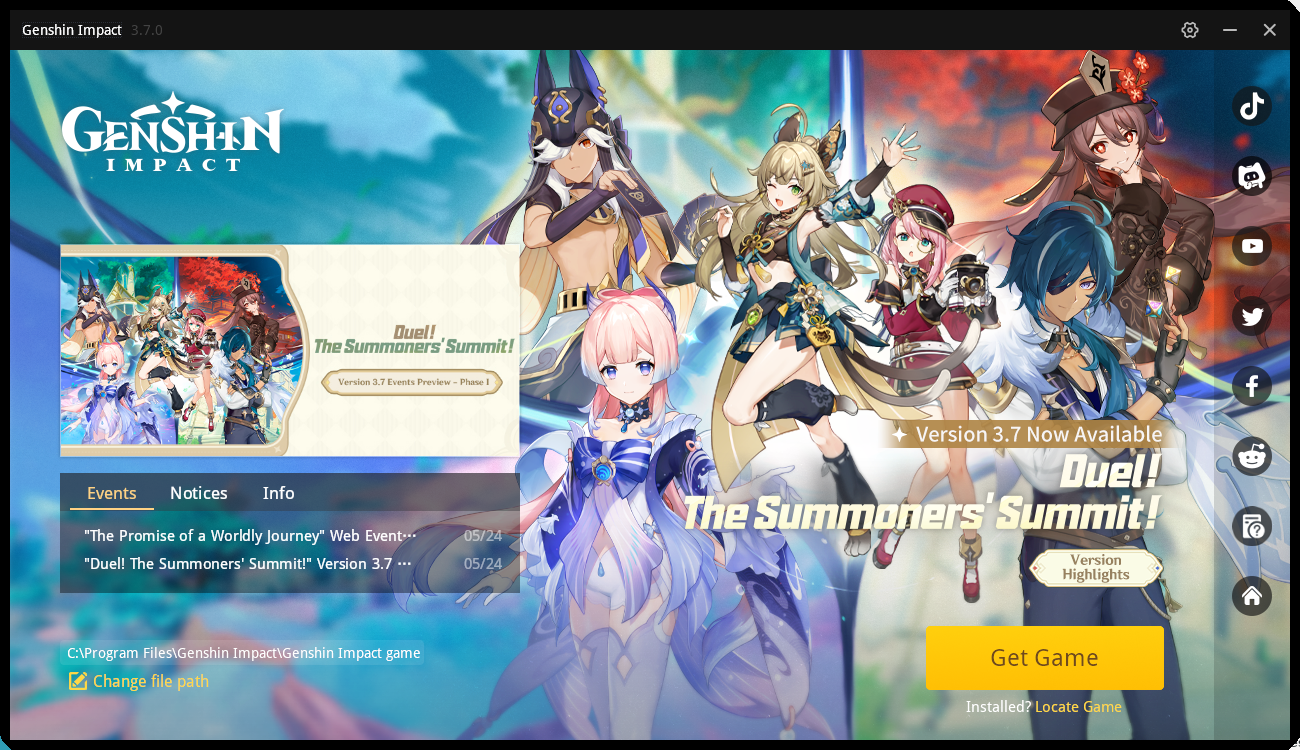 Genshin Impact 3.7.0
GENSHIN
IMPACT
Duel!
The Summoners' Summit!
Version 3.7 Events Preview – Phase I
Events Notices Info
"The Promise of a Worldly Journey" Web Event··· 05/24
"Duel! The Summoners' Summit!" Version 3.7 ··· 05/24
Version 3.7 Now Available
Duel!
The Summoners' Summit!
Version
Highlights
C:\Program Files\Genshin Impact\Genshin Impact game
Change file path
Get Game
Installed? Locate Game